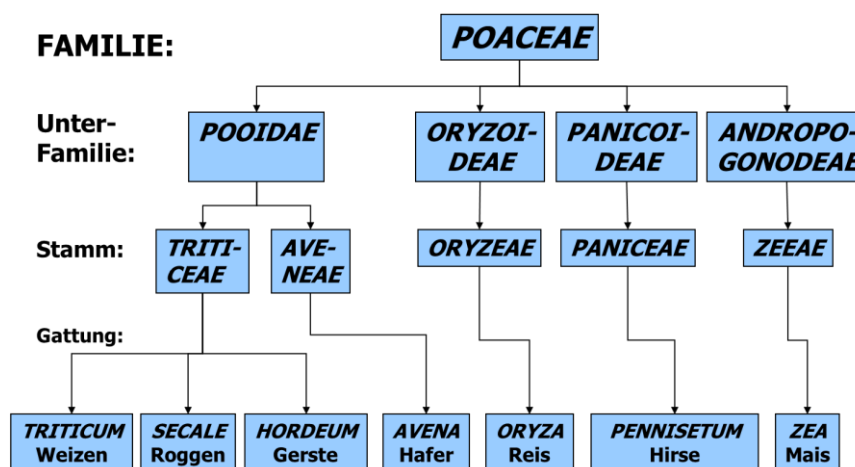 FAMILIE:
POACEAE
Unter-
Familie:
POOIDAE
ORYZOI-
DEAE
PANICOI-
DEAE
ANDROPO-
GONODEAE
Stamm:
TRITI-
CEAE
AVE-
NEAE
ORYZEAE
PANICEAE
ZEEAE
Gattung:
TRITICUM
Weizen
SECALE
Roggen
HORDEUM
Gerste
AVENA
Hafer
ORYZA
Reis
PENNISETUM
Hirse
ZEA
Mais